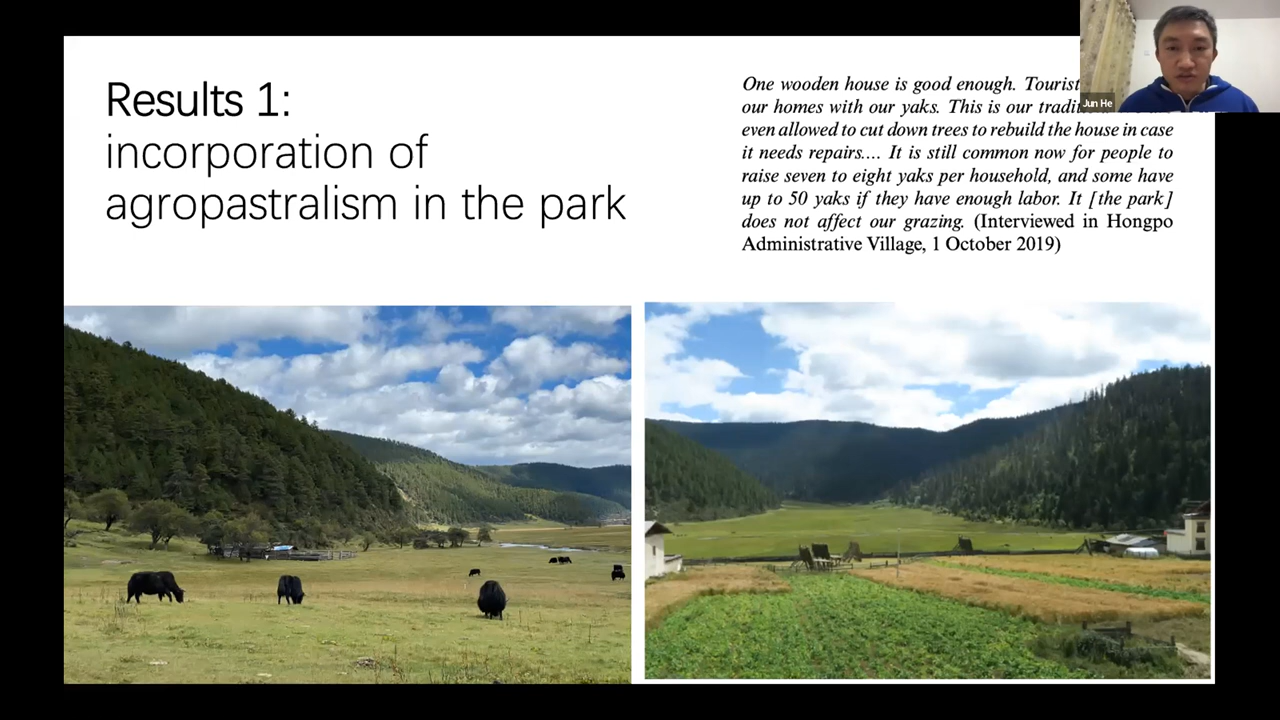 Results 1:
incorporation of
agropastralism in the park
One wooden house is good enough.
our homes with our yaks. This is our
even allowed to cut down trees to rebuild the house in case
it needs repairs.... It is still common now for people to
raise seven to eight yaks per household, and some have
up to 50 yaks if they have enough labor. It [the park]
does not affect our grazing. (Interviewed in Hongpo
Administrative Village, 1 October 2019)
Jun He